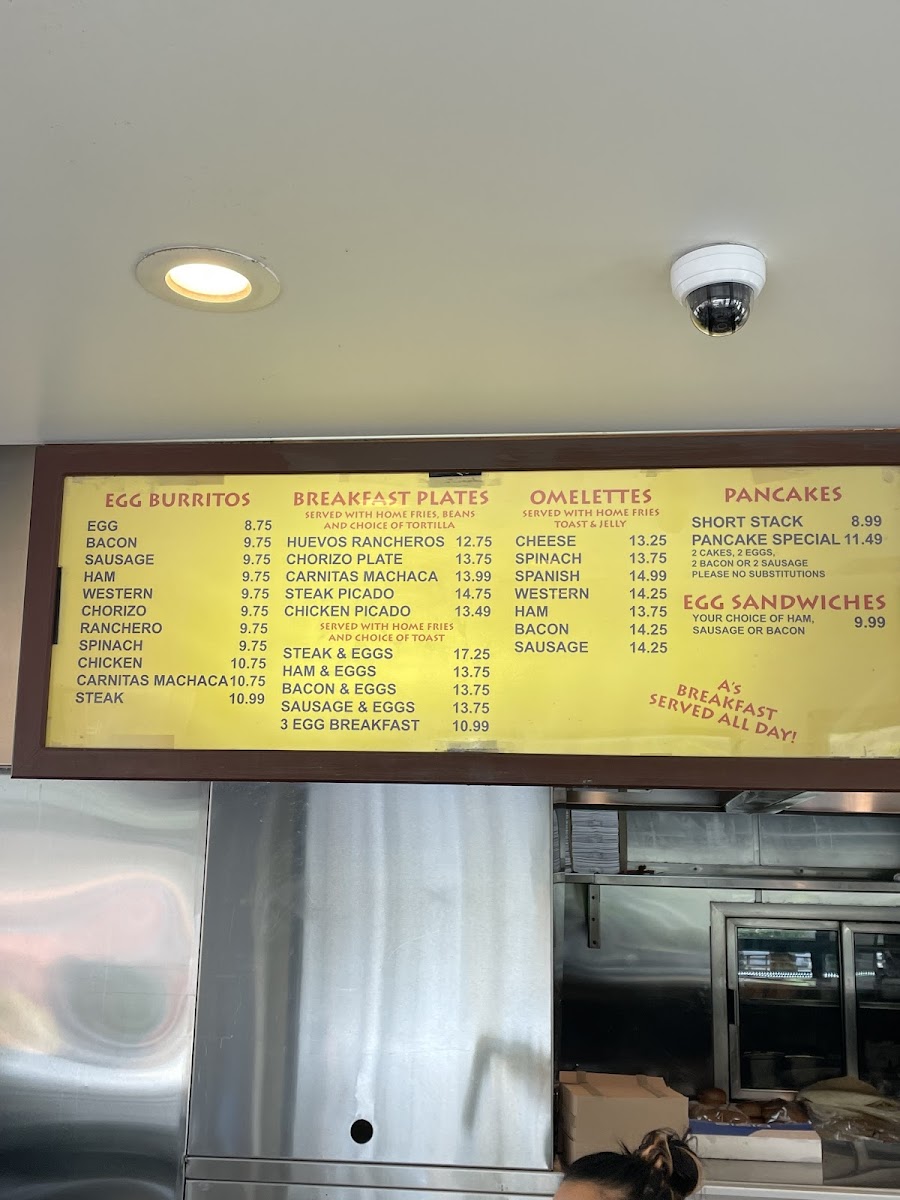 EGG BURRITOS
EGG 8.75
BACON 9.75
SAUSAGE 9.75
HAM 9.75
WESTERN 9.75
CHORIZO 9.75
RANCHERO 9.75
SPINACH 9.75
CHICKEN 10.75
CARNITAS MACHACA 10.75
STEAK 10.99
BREAKFAST PLATES
SERVED WITH HOME FRIES, BEANS
AND CHOICE OF TORTILLA
HUEVOS RANCHEROS 12.75
CHORIZO PLATE 13.75
CARNITAS MACHACA 13.99
STEAK PICADO 14.75
CHICKEN PICADO 13.49
SERVED WITH HOME FRIES
AND CHOICE OF TOAST
STEAK & EGGS 17.25
HAM & EGGS 13.75
BACON & EGGS 13.75
SAUSAGE & EGGS 13.75
3 EGG BREAKFAST 10.99
OMELETTES
SERVED WITH HOME FRIES
TOAST & JELLY
CHEESE 13.25
SPINACH 13.75
SPANISH 14.99
WESTERN 14.25
HAM 13.75
BACON 14.25
SAUSAGE 14.25
PANCAKES
SHORT STACK 8.99
PANCAKE SPECIAL 11.49
2 CAKES, 2 EGGS,
2 BACON OR 2 SAUSAGE
PLEASE NO SUBSTITUTIONS
EGG SANDWICHES
YOUR CHOICE OF HAM, 9.99
SAUSAGE OR BACON
A's
BREAKFAST
SERVED ALL DAY!